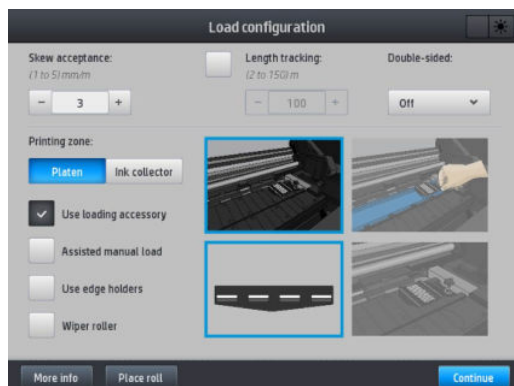 Load configuration
Skew acceptance:
(1 to 5) mm/m
- 3 +
Length tracking:
(2 to 150) m
- 100 +
Double-sided:
Off
Printing zone:
Platen
Ink collector
Use loading accessory
Assisted manual load
Use edge holders
Wiper roller
More info
Place roll
Continue